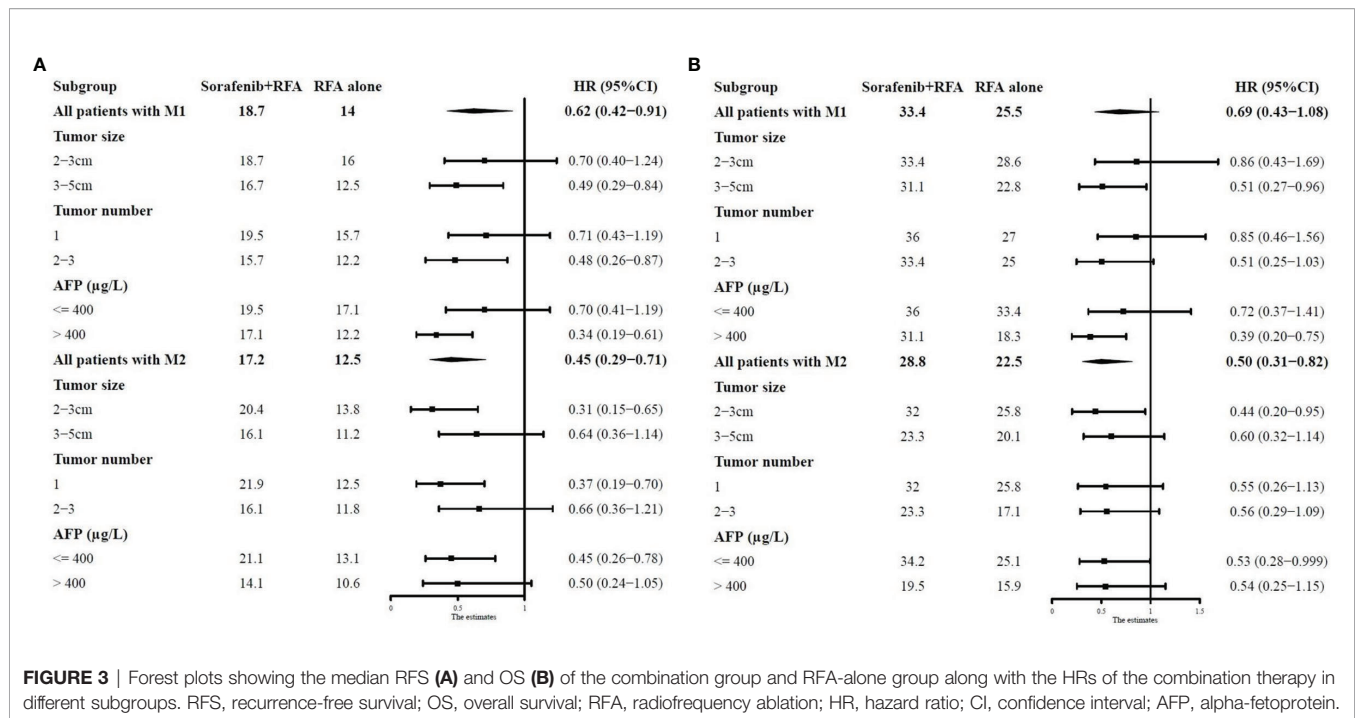 A
Subgroup Sorafenib+RFA RFA alone HR (95%CI)
All patients with M1 18.7 14 0.62 (0.42−0.91)
Tumor size
2−3cm 18.7 16 0.70 (0.40−1.24)
3−5cm 16.7 12.5 0.49 (0.29−0.84)
Tumor number
1 19.5 15.7 0.71 (0.43−1.19)
2−3 15.7 12.2 0.48 (0.26−0.87)
AFP (µg/L)
<= 400 19.5 17.1 0.70 (0.41−1.19)
> 400 17.1 12.2 0.34 (0.19−0.61)
All patients with M2 17.2 12.5 0.45 (0.29−0.71)
Tumor size
2−3cm 20.4 13.8 0.31 (0.15−0.65)
3−5cm 16.1 11.2 0.64 (0.36−1.14)
Tumor number
1 21.9 12.5 0.37 (0.19−0.70)
2−3 16.1 11.8 0.66 (0.36−1.21)
AFP (µg/L)
<= 400 21.1 13.1 0.45 (0.26−0.78)
> 400 14.1 10.6 0.50 (0.24−1.05)
0 0.5 1
The estimates
B
Subgroup Sorafenib+RFA RFA alone HR (95%CI)
All patients with M1 33.4 25.5 0.69 (0.43−1.08)
Tumor size
2−3cm 33.4 28.6 0.86 (0.43−1.69)
3−5cm 31.1 22.8 0.51 (0.27−0.96)
Tumor number
1 36 27 0.85 (0.46−1.56)
2−3 33.4 25 0.51 (0.25−1.03)
AFP (µg/L)
<= 400 36 33.4 0.72 (0.37−1.41)
> 400 31.1 18.3 0.39 (0.20−0.75)
All patients with M2 28.8 22.5 0.50 (0.31−0.82)
Tumor size
2−3cm 32 25.8 0.44 (0.20−0.95)
3−5cm 23.3 20.1 0.60 (0.32−1.14)
Tumor number
1 32 25.8 0.55 (0.26−1.13)
2−3 23.3 17.1 0.56 (0.29−1.09)
AFP (µg/L)
<= 400 34.2 25.1 0.53 (0.28−0.999)
> 400 19.5 15.9 0.54 (0.25−1.15)
0 0.5 1 1.5
The estimates
FIGURE 3 | Forest plots showing the median RFS (A) and OS (B) of the combination group and RFA-alone group along with the HRs of the combination therapy in
different subgroups. RFS, recurrence-free survival; OS, overall survival; RFA, radiofrequency ablation; HR, hazard ratio; CI, confidence interval; AFP, alpha-fetoprotein.